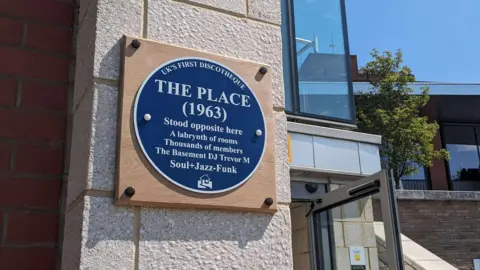 UK'S FIRST DISCOTHEQUE
THE PLACE
(1963)
Stood opposite here
A labrynth of rooms
Thousands of members
The Basement DJ Trevor M
Soul+Jazz-Funk